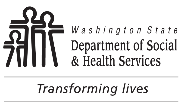 Washington State
Department of Social
& Health Services
Transforming lives